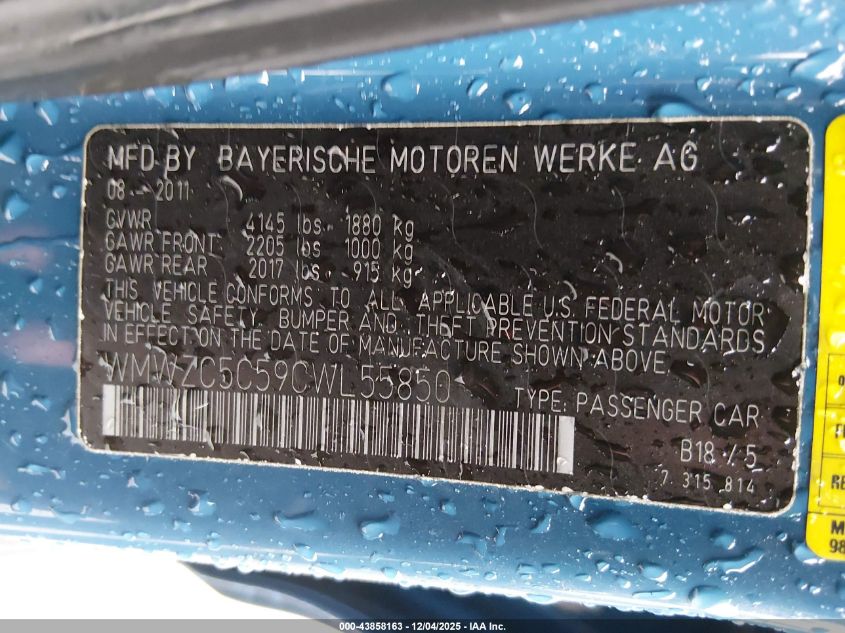 MFD BY BAYERISCHE MOTOREN WERKE AG
08 - 2011
GVWR 4145 lbs 1880 kg
GAWR FRONT 2205 lbs 1000 kg
GAWR REAR 2017 lbs 915 kg
THIS VEHICLE CONFORMS TO ALL APPLICABLE U.S. FEDERAL MOTOR
VEHICLE SAFETY, BUMPER AND THEFT PREVENTION STANDARDS
IN EFFECT ON THE DATE OF MANUFACTURE SHOWN ABOVE.
WMWZC5C59CWL55850
TYPE: PASSENGER CAR
B18 / 5
7 315 814
RE
M
98
000-43858163 - 12/04/2025 - IAA Inc.